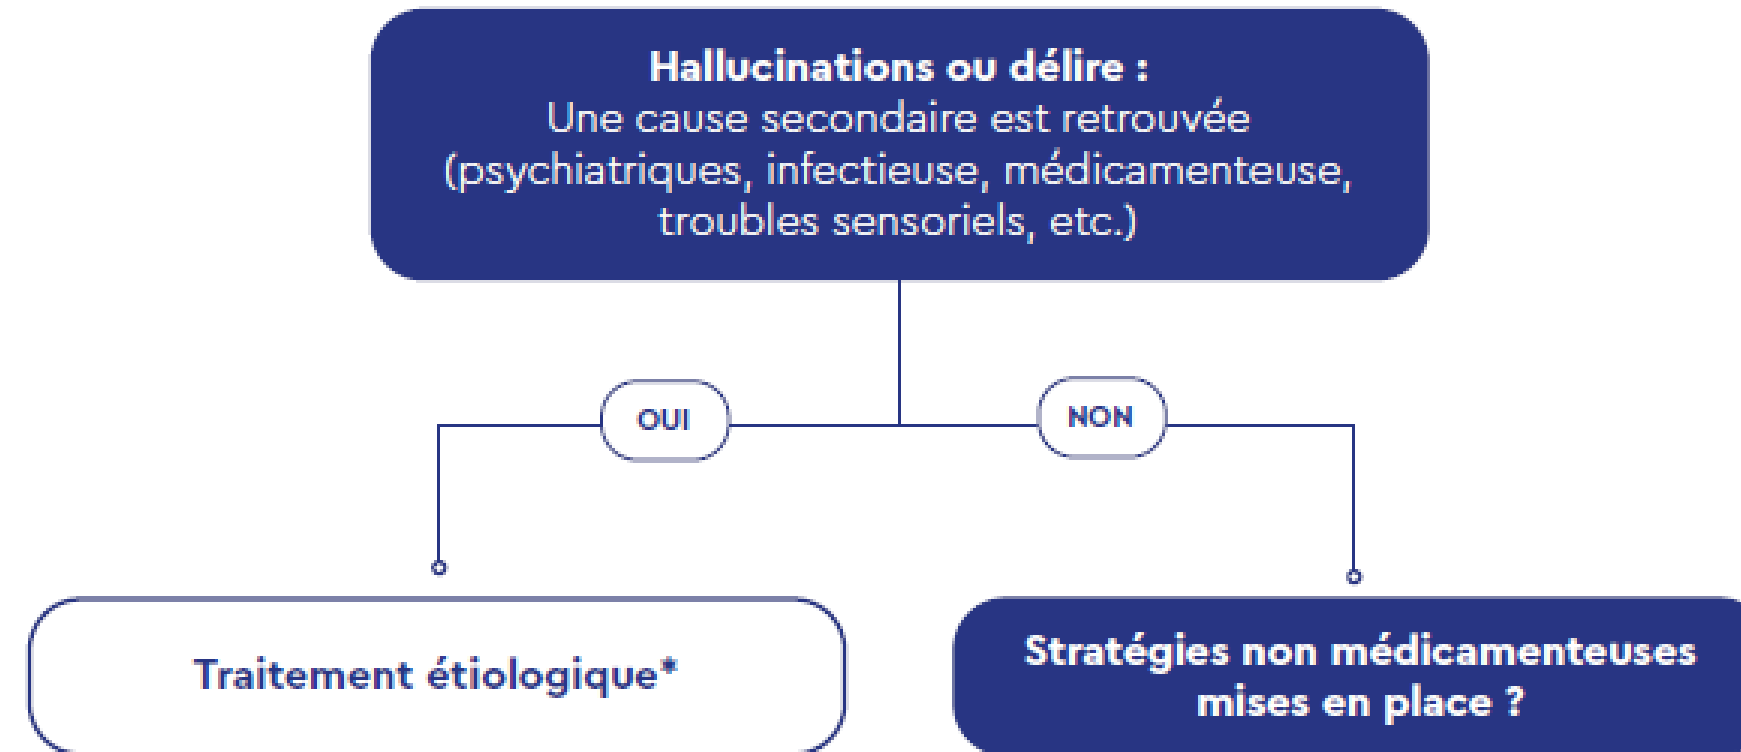 Hallucinations ou délire :
Une cause secondaire est retrouvée
(psychiatriques, infectieuse, médicamenteuse,
troubles sensoriels, etc.)
OUI
NON
Traitement étiologique*
Stratégies non médicamenteuses
mises en place ?